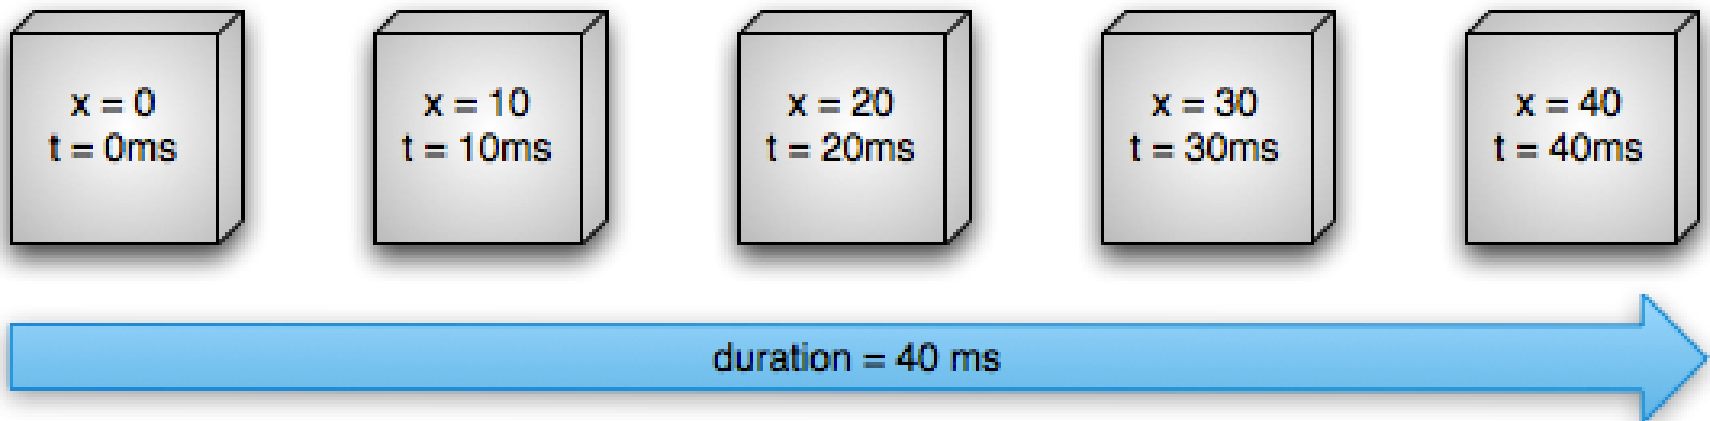 x = 0
t = 0ms
x = 10
t = 10ms
x = 20
t = 20ms
x = 30
t = 30ms
x = 40
t = 40ms
duration = 40 ms